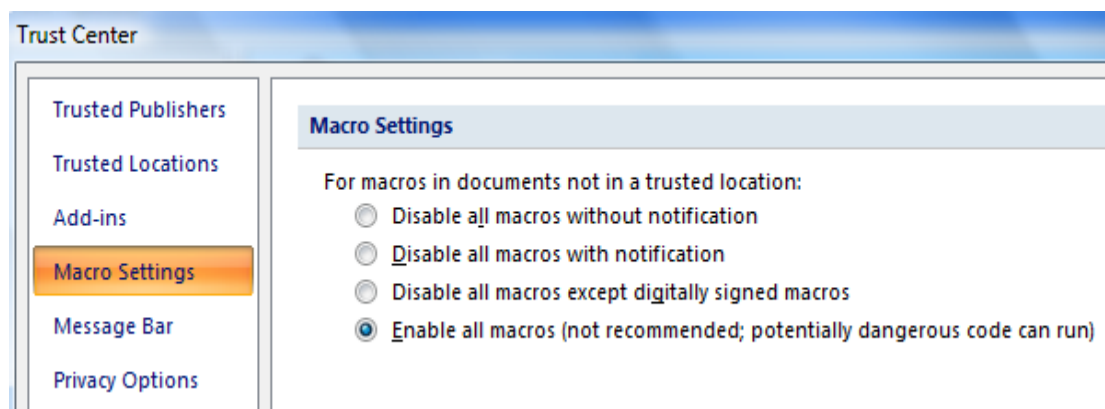 Trust Center
Trusted Publishers
Trusted Locations
Add-ins
Macro Settings
Message Bar
Privacy Options
Macro Settings
For macros in documents not in a trusted location:
Disable all macros without notification
Disable all macros with notification
Disable all macros except digitally signed macros
Enable all macros (not recommended; potentially dangerous code can run)